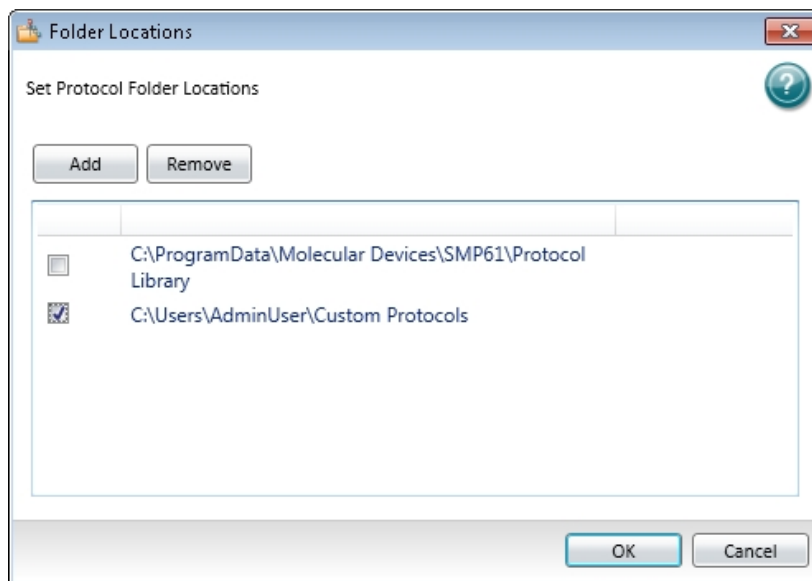 Folder Locations
Set Protocol Folder Locations
?
Add
Remove
C:\ProgramData\Molecular Devices\SMP61\Protocol
Library
C:\Users\AdminUser\Custom Protocols
OK
Cancel